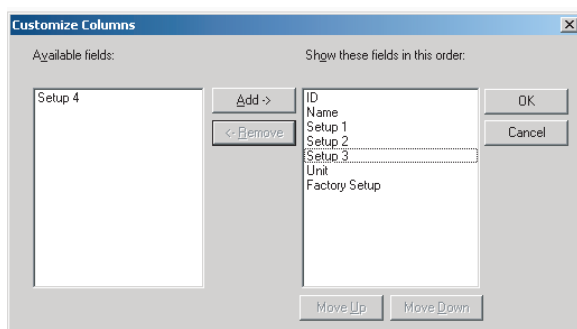 Customize Columns
Available fields:
Show these fields in this order:
Setup 4
Add ->
<- Remove
ID
Name
Setup 1
Setup 2
Setup 3
Unit
Factory Setup
OK
Cancel
Move Up
Move Down